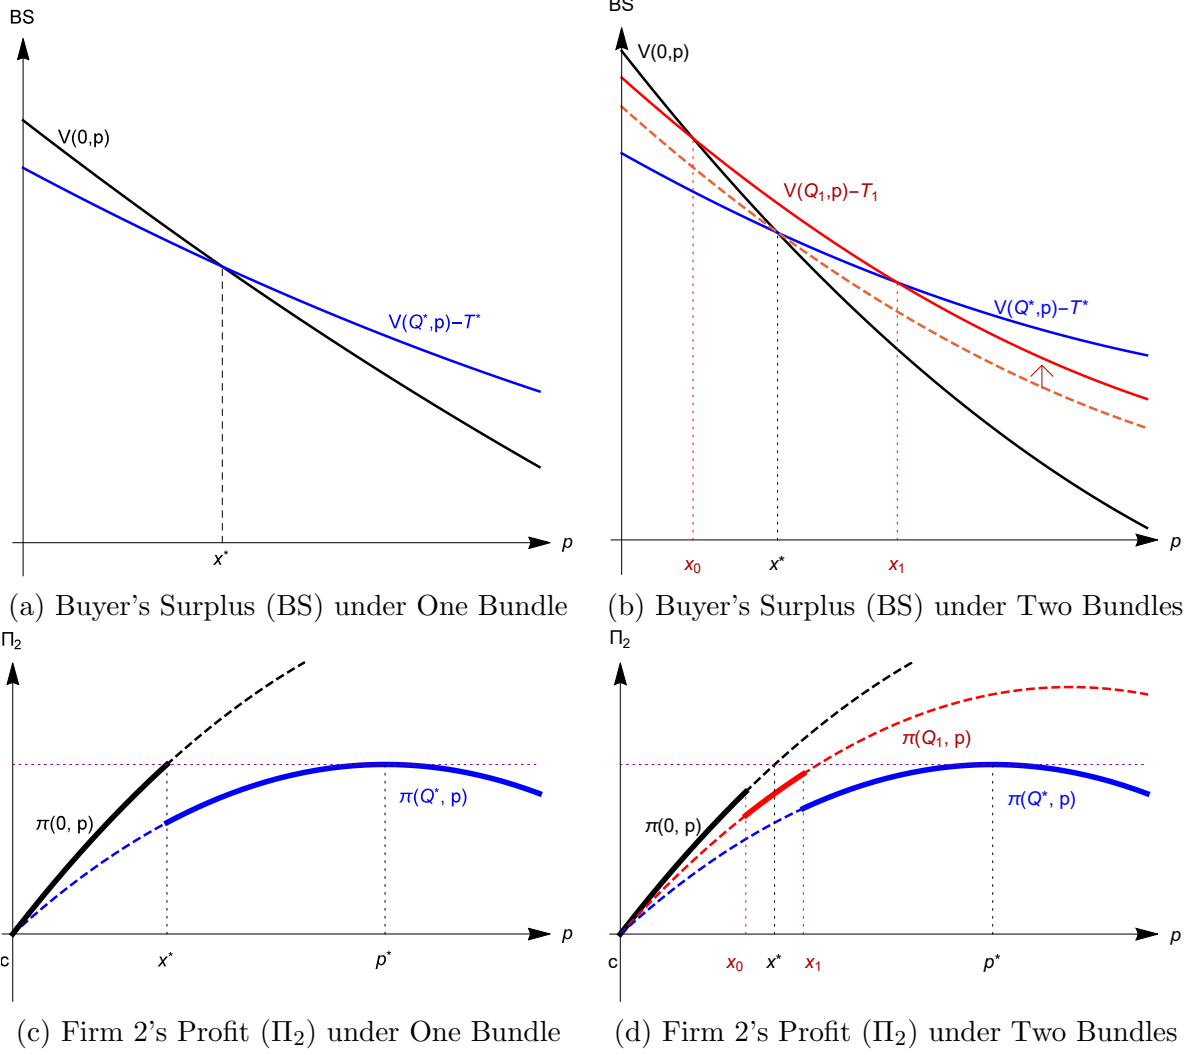 BS
V(0,p)
V(Q*,p)−T*
x*
p
(a) Buyer's Surplus (BS) under One Bundle
BS
V(0,p)
V(Q₁,p)−T₁
V(Q*,p)−T*
x₀
x*
x₁
p
(b) Buyer's Surplus (BS) under Two Bundles
Π₂
π(0, p)
π(Q*, p)
c
x*
p*
p
(c) Firm 2's Profit (Π₂) under One Bundle
Π₂
π(Q₁, p)
π(Q*, p)
π(0, p)
c
x₀
x*
x₁
p*
p
(d) Firm 2's Profit (Π₂) under Two Bundles